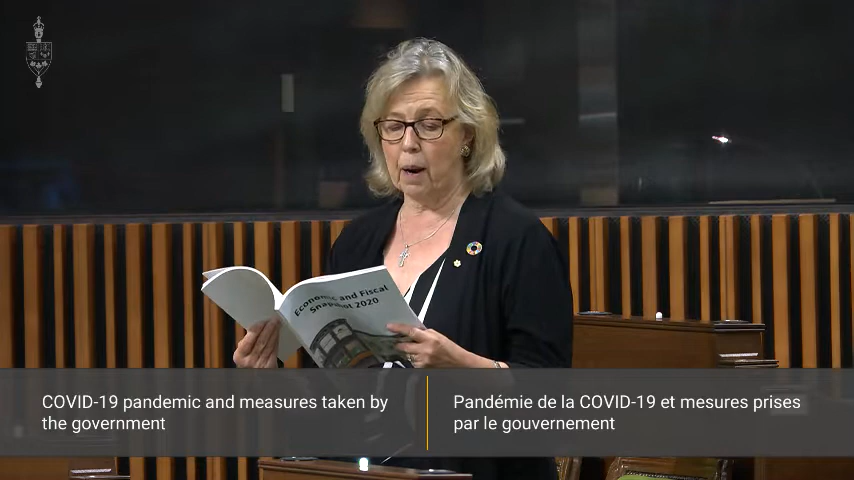 Economic and Fiscal
Snapshot 2020
COVID-19 pandemic and measures taken by
the government
Pandémie de la COVID-19 et mesures prises
par le gouvernement